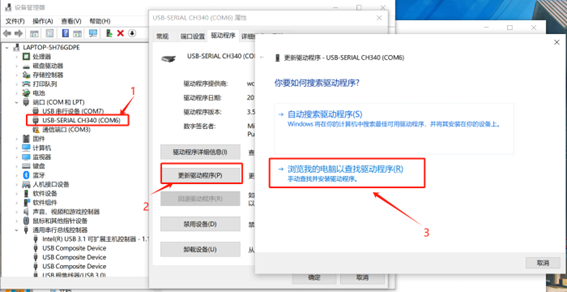 设备管理器
文件(F) 操作(A) 查看(V) 帮助(H)
LAPTOP-5H76GDPE
处理器
磁盘驱动器
存储控制器
打印队列
电池
端口 (COM 和 LPT)
USB 串行设备 (COM7)
USB-SERIAL CH340 (COM6)
通信端口 (COM3)
固件
计算机
监视器
键盘
蓝牙
人机接口设备
软件设备
软件组件
声音、视频和游戏控制器
鼠标和其他指针设备
通用串行总线控制器
Intel(R) USB 3.1 可扩展主机控制器 - 1.1
USB Composite Device
USB Composite Device
USB Composite Device
USB 根集线器(USB 3.0)
1
USB-SERIAL CH340 (COM6) 属性
常规 端口设置 驱动程序 详细
USB-SERIAL CH340 (COM6)
驱动程序提供商:
驱动程序日期: 20
驱动程序版本: 3.5
数字签名者:
驱动程序详细信息(I)
更新驱动程序(P)
回退驱动程序(R)
禁用设备(D)
卸载设备(U)
确定
取消
2
更新驱动程序 - USB-SERIAL CH340 (COM6)
你要如何搜索驱动程序?
自动搜索驱动程序(S)
Windows 将在你的计算机中搜索最佳可用驱动程序，并将其安装在你的设备上。
浏览我的电脑以查找驱动程序(R)
手动查找并安装驱动程序。
3
取消